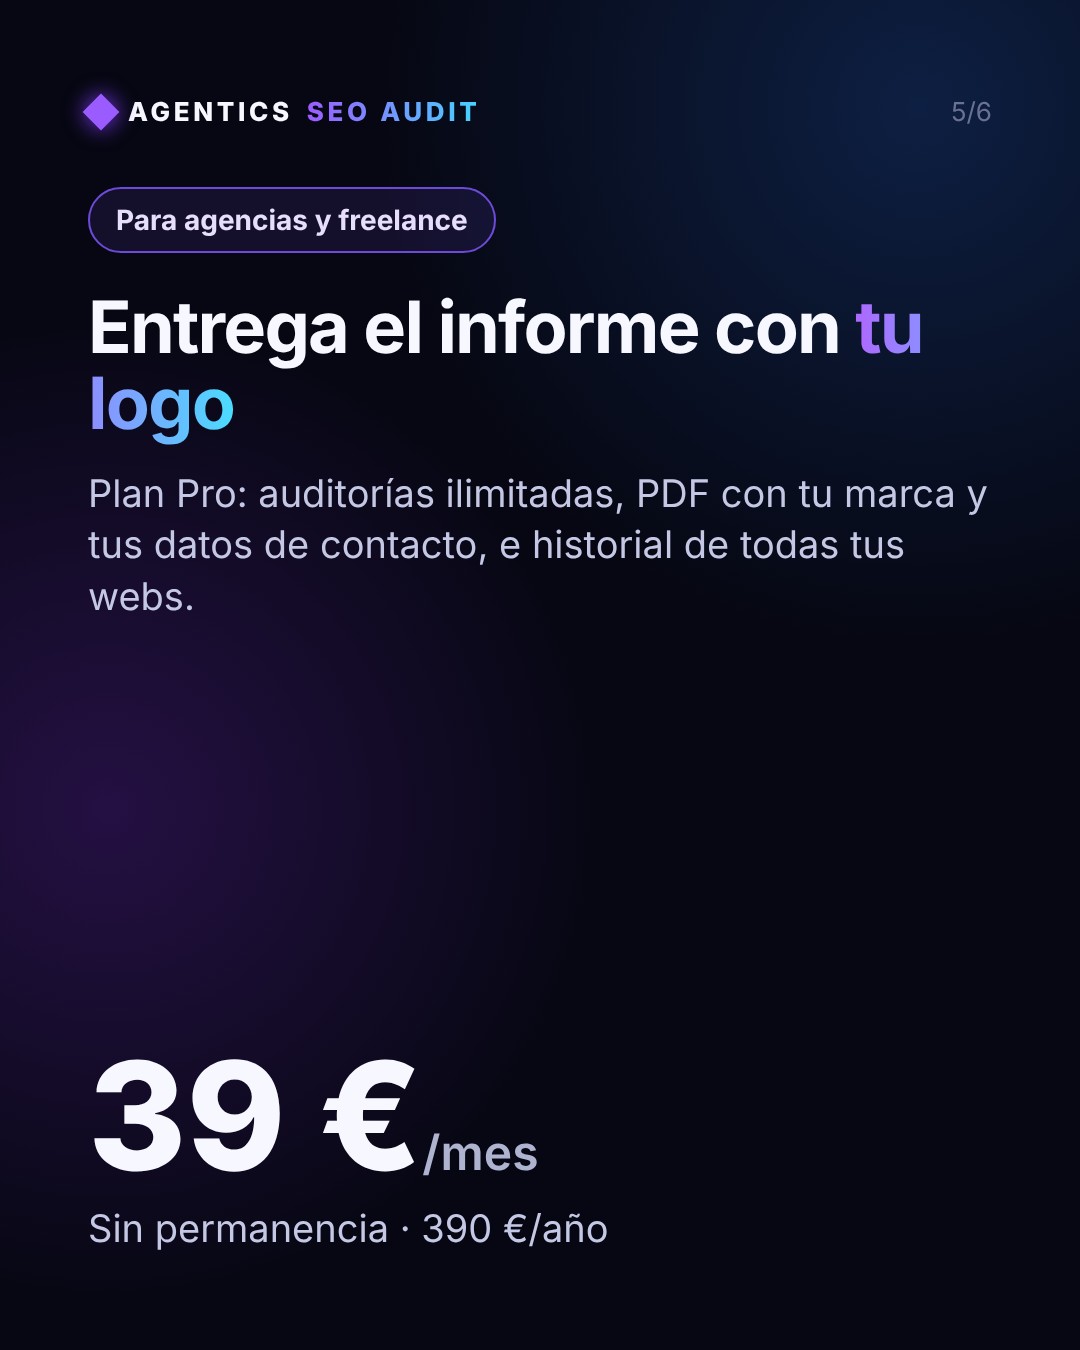 AGENTICS SEO AUDIT
5/6
Para agencias y freelance
Entrega el informe con tu
logo
Plan Pro: auditorías ilimitadas, PDF con tu marca y
tus datos de contacto, e historial de todas tus
webs.
39 €/mes
Sin permanencia · 390 €/año